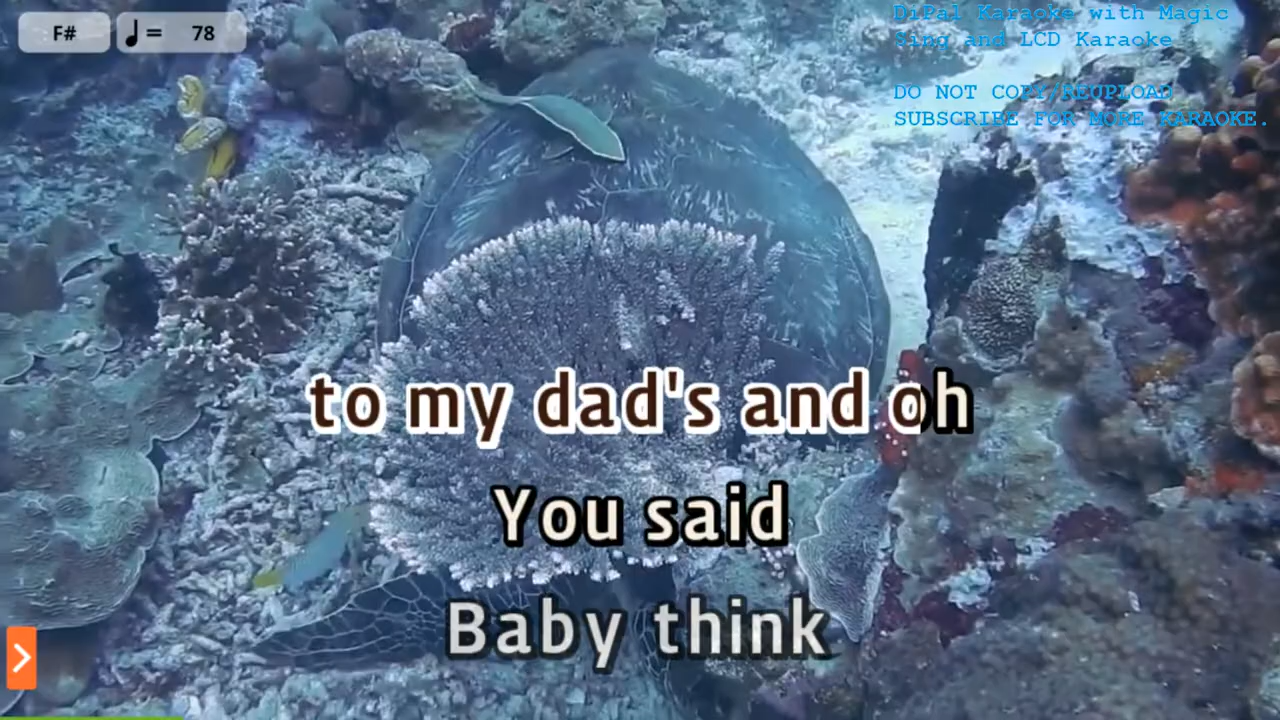 F#
♩ = 78
DiPal Karaoke with Magic
Sing and LCD Karaoke
DO NOT COPY/REUPLOAD
SUBSCRIBE FOR MORE KARAOKE.
to my dad's and oh
You said
Baby think